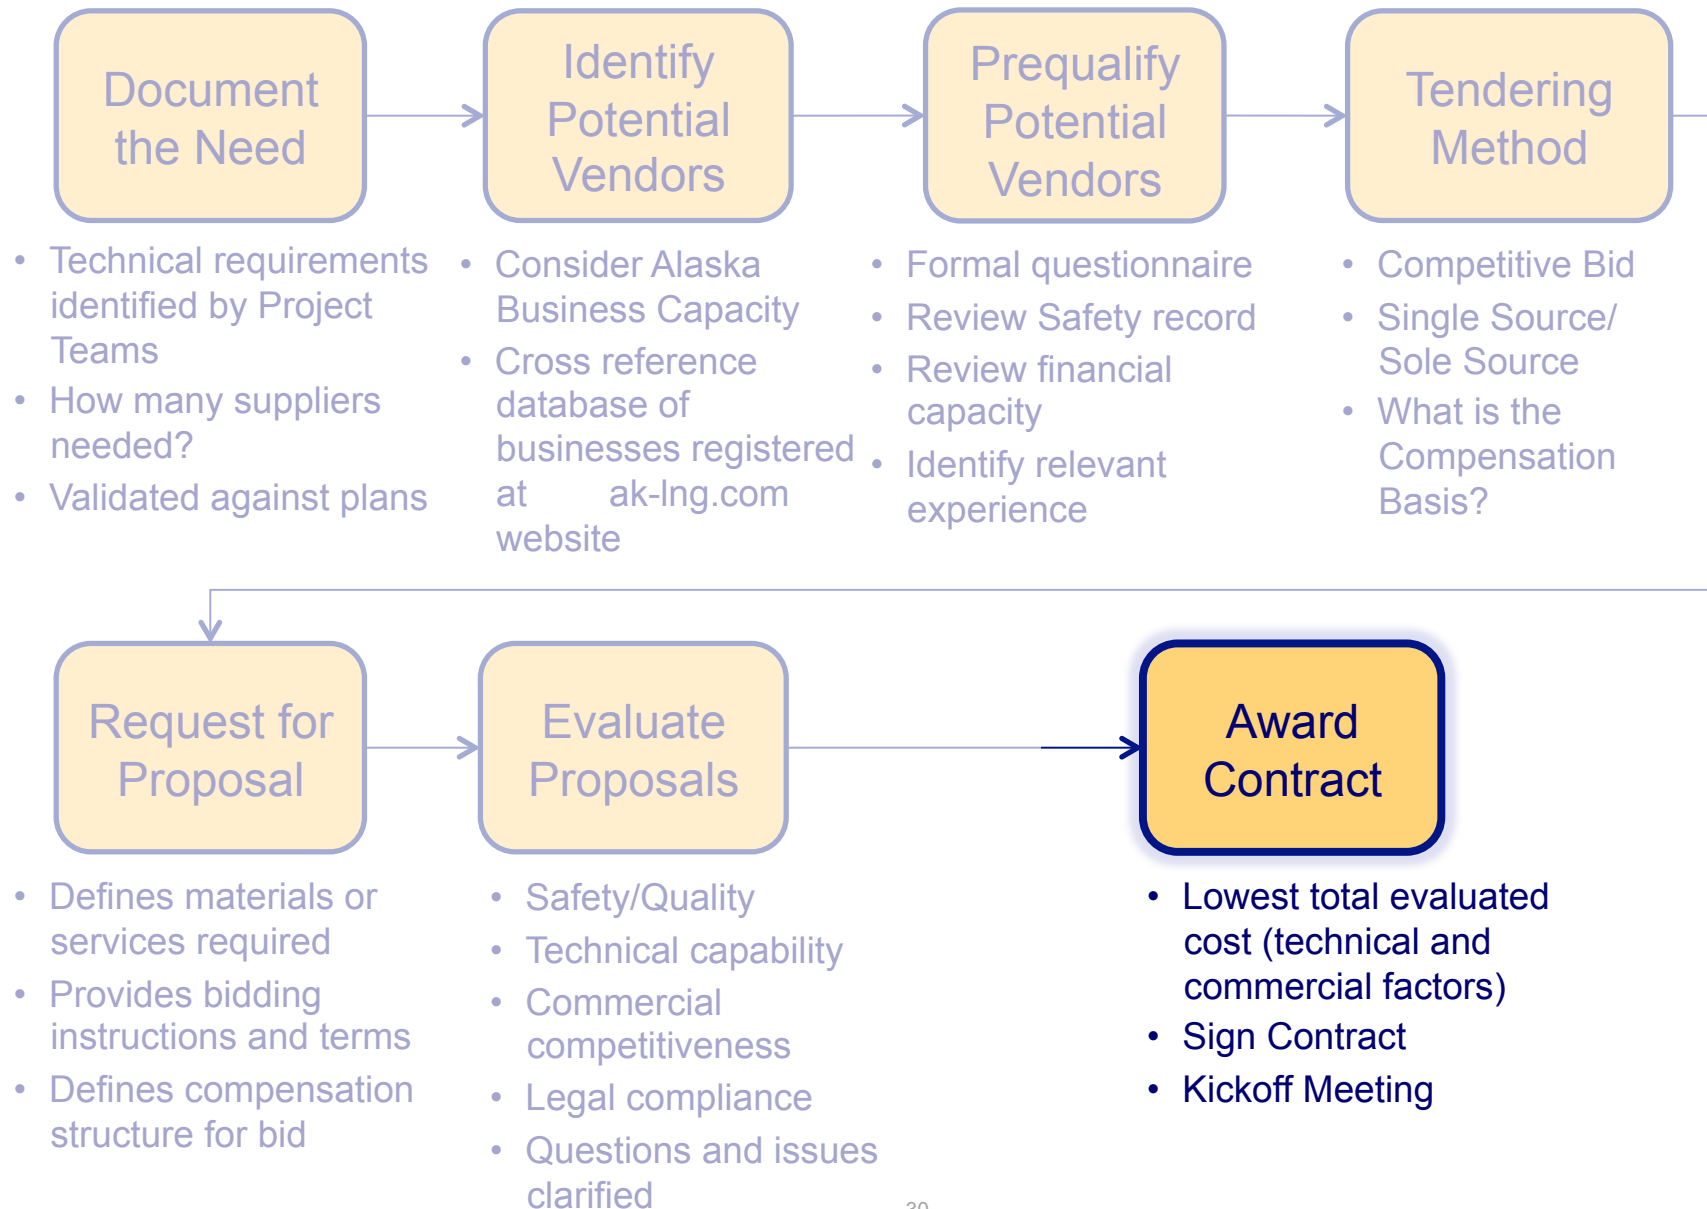 Document
the Need
Identify
Potential
Vendors
Prequalify
Potential
Vendors
Tendering
Method
• Technical requirements
identified by Project
Teams
• How many suppliers
needed?
• Validated against plans
• Consider Alaska
Business Capacity
• Cross reference
database of
businesses registered
at ak-lng.com
website
• Formal questionnaire
• Review Safety record
• Review financial
capacity
• Identify relevant
experience
• Competitive Bid
• Single Source/
Sole Source
• What is the
Compensation
Basis?
Request for
Proposal
Evaluate
Proposals
Award
Contract
• Defines materials or
services required
• Provides bidding
instructions and terms
• Defines compensation
structure for bid
• Safety/Quality
• Technical capability
• Commercial
competitiveness
• Legal compliance
• Questions and issues
clarified
• Lowest total evaluated
cost (technical and
commercial factors)
• Sign Contract
• Kickoff Meeting